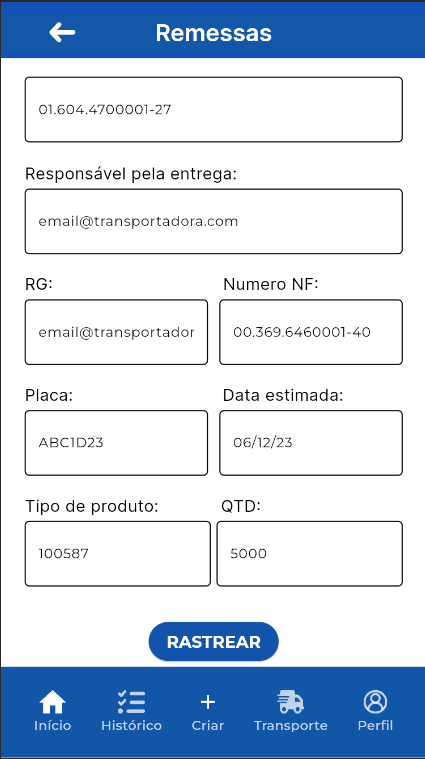 Remessas
01.604.4700001-27
Responsável pela entrega:
email@transportadora.com
RG: Numero NF:
email@transportador 00.369.6460001-40
Placa: Data estimada:
ABC1D23 06/12/23
Tipo de produto: QTD:
100587 5000
RASTREAR
Início Histórico Criar Transporte Perfil